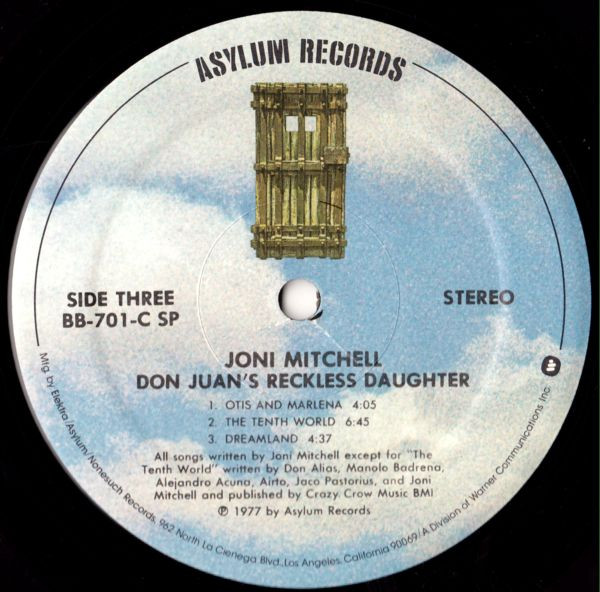 ASYLUM RECORDS
SIDE THREE
BB-701-C SP
STEREO
JONI MITCHELL
DON JUAN'S RECKLESS DAUGHTER
1. OTIS AND MARLENA 4:05
2. THE TENTH WORLD 6:45
3. DREAMLAND 4:37
All songs written by Joni Mitchell except for "The
Tenth World" written by Don Alias, Manolo Badrena,
Alejandro Acuna, Airto, Jaco Pastorius, and Joni
Mitchell and published by Crazy Crow Music BMI
℗ 1977 by Asylum Records
Mfg. by Elektra/Asylum/Nonesuch Records, 962 North La Cienega Blvd., Los Angeles, California 90069/A Division of Warner Communications Inc.